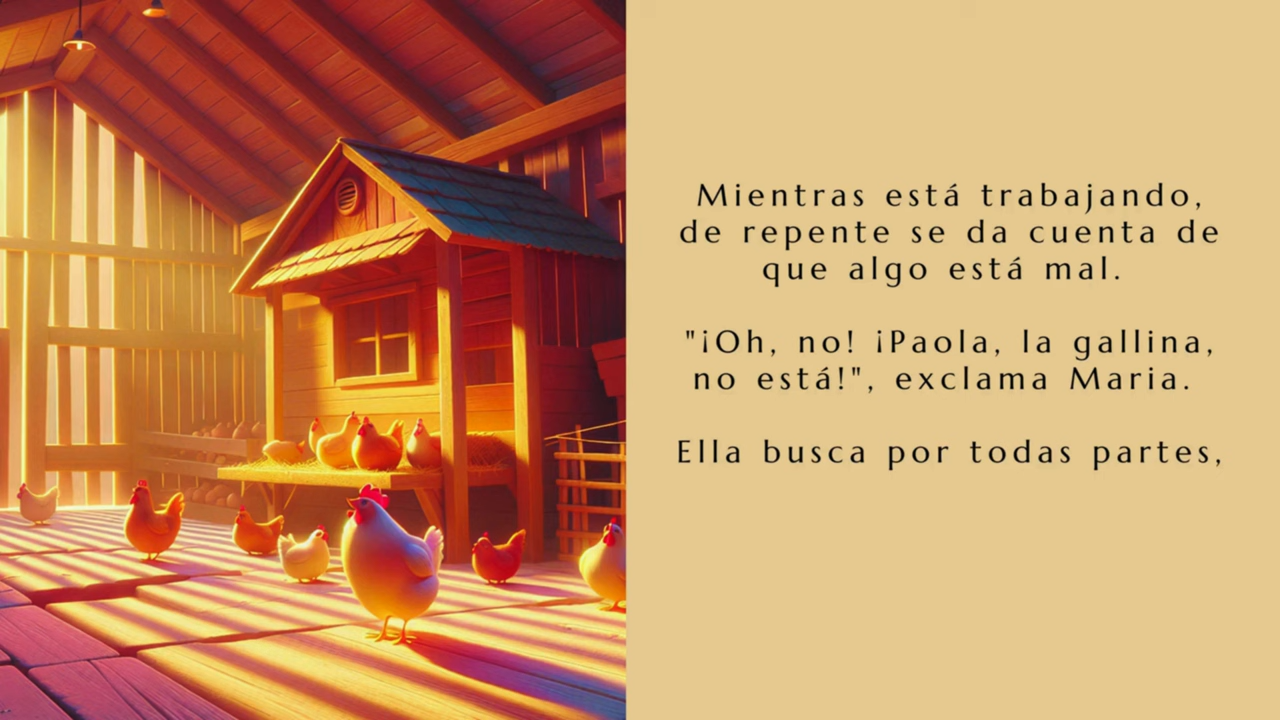 Mientras está trabajando,
de repente se da cuenta de
que algo está mal.
"¡Oh, no! ¡Paola, la gallina,
no está!", exclama Maria.
Ella busca por todas partes,